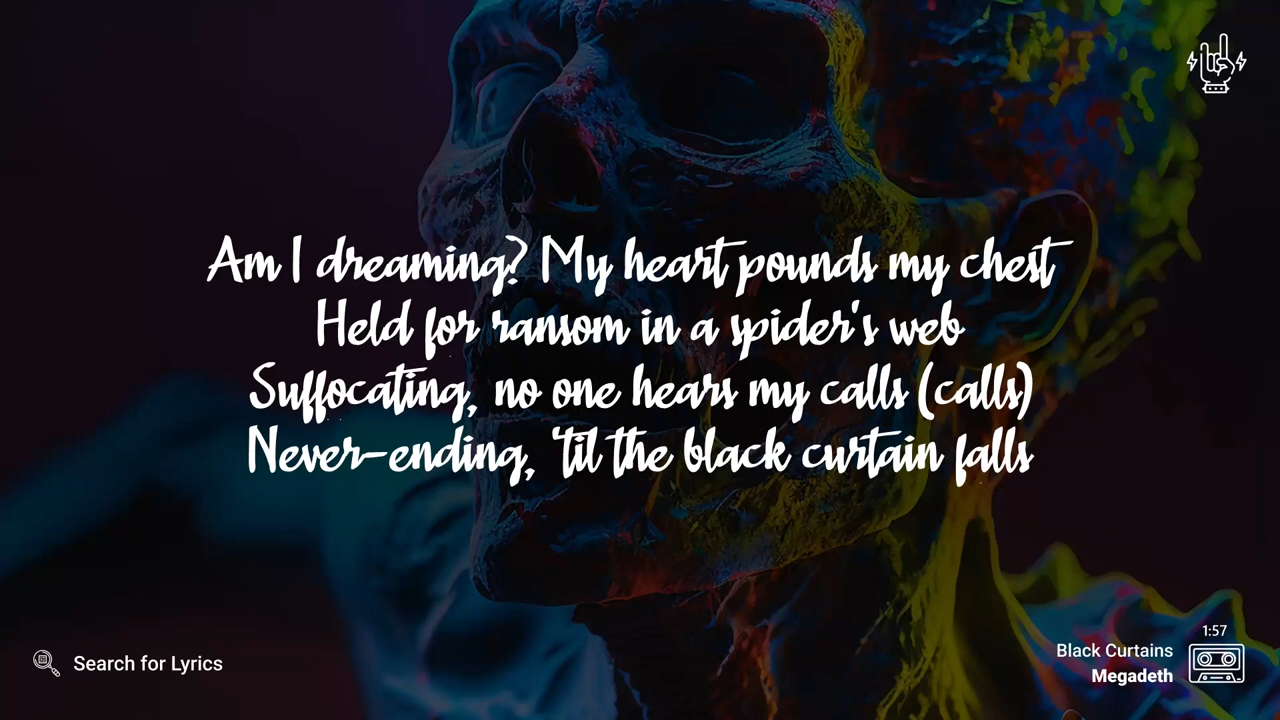 Am I dreaming? My heart pounds my chest
Held for ransom in a spider's web
Suffocating, no one hears my calls (calls)
Never-ending, 'til the black curtain falls
Search for Lyrics
1:57
Black Curtains
Megadeth